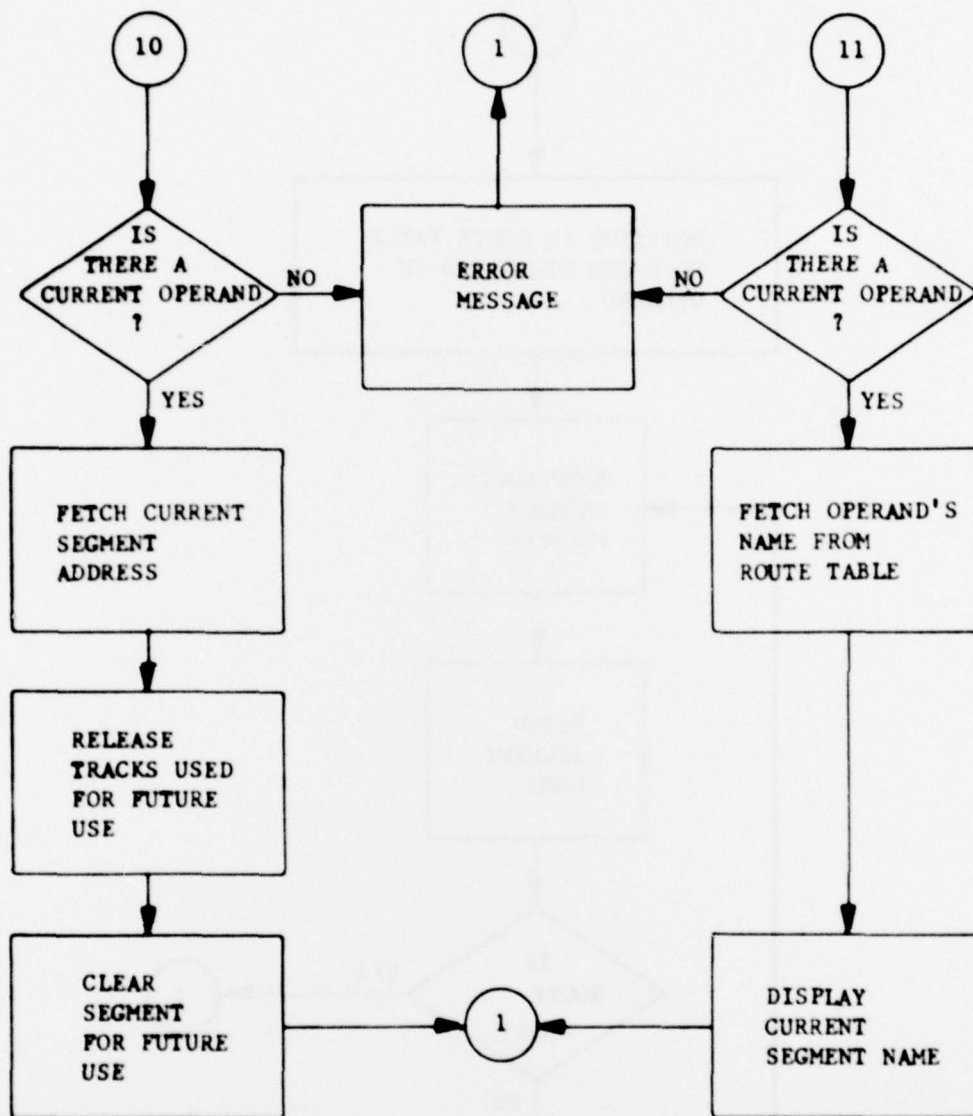 10
1
11
IS
THERE A
CURRENT OPERAND
?
NO
YES
ERROR
MESSAGE
IS
THERE A
CURRENT OPERAND
?
NO
YES
FETCH CURRENT
SEGMENT
ADDRESS
FETCH OPERAND'S
NAME FROM
ROUTE TABLE
RELEASE
TRACKS USED
FOR FUTURE
USE
CLEAR
SEGMENT
FOR FUTURE
USE
1
DISPLAY
CURRENT
SEGMENT NAME